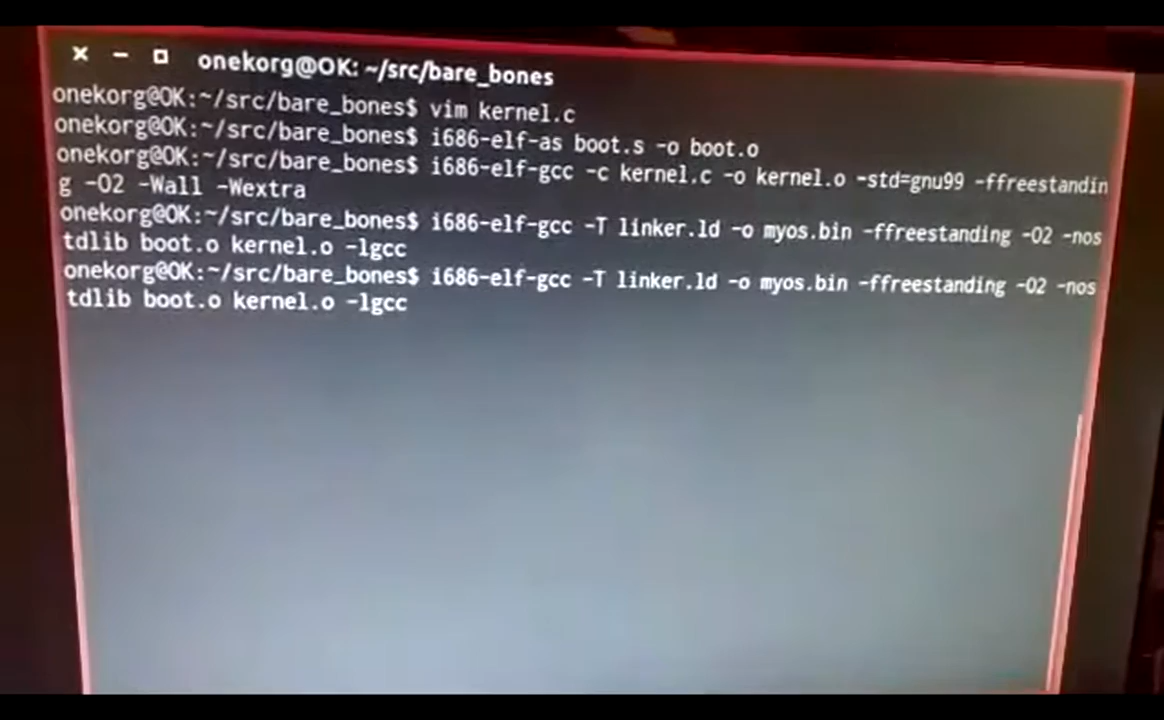 onekorg@OK: ~/src/bare_bones
onekorg@OK:~/src/bare_bones$ vim kernel.c
onekorg@OK:~/src/bare_bones$ i686-elf-as boot.s -o boot.o
onekorg@OK:~/src/bare_bones$ i686-elf-gcc -c kernel.c -o kernel.o -std=gnu99 -ffreestandin
g -O2 -Wall -Wextra
onekorg@OK:~/src/bare_bones$ i686-elf-gcc -T linker.ld -o myos.bin -ffreestanding -O2 -nos
tdlib boot.o kernel.o -lgcc
onekorg@OK:~/src/bare_bones$ i686-elf-gcc -T linker.ld -o myos.bin -ffreestanding -O2 -nos
tdlib boot.o kernel.o -lgcc